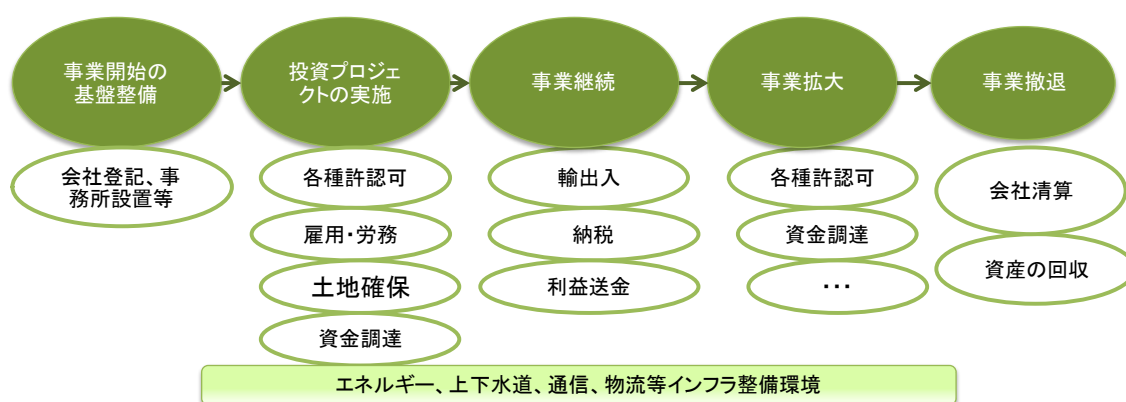 事業開始の
基盤整備
投資プロジェ
クトの実施
事業継続
事業拡大
事業撤退
会社登記、事
務所設置等
各種許認可
雇用・労務
土地確保
資金調達
輸出入
納税
利益送金
各種許認可
資金調達
・・・
会社清算
資産の回収
エネルギー、上下水道、通信、物流等インフラ整備環境